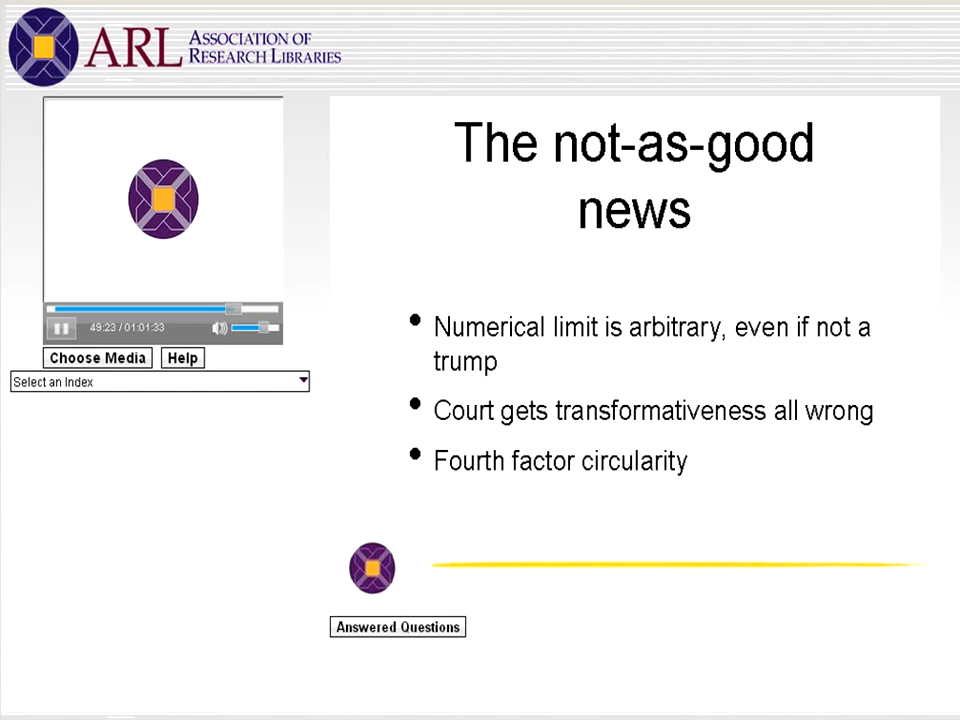 ARL ASSOCIATION OF
RESEARCH LIBRARIES
The not-as-good
news
49:23 / 01:01:33
Choose Media
Help
Select an Index
• Numerical limit is arbitrary, even if not a
trump
• Court gets transformativeness all wrong
• Fourth factor circularity
Answered Questions